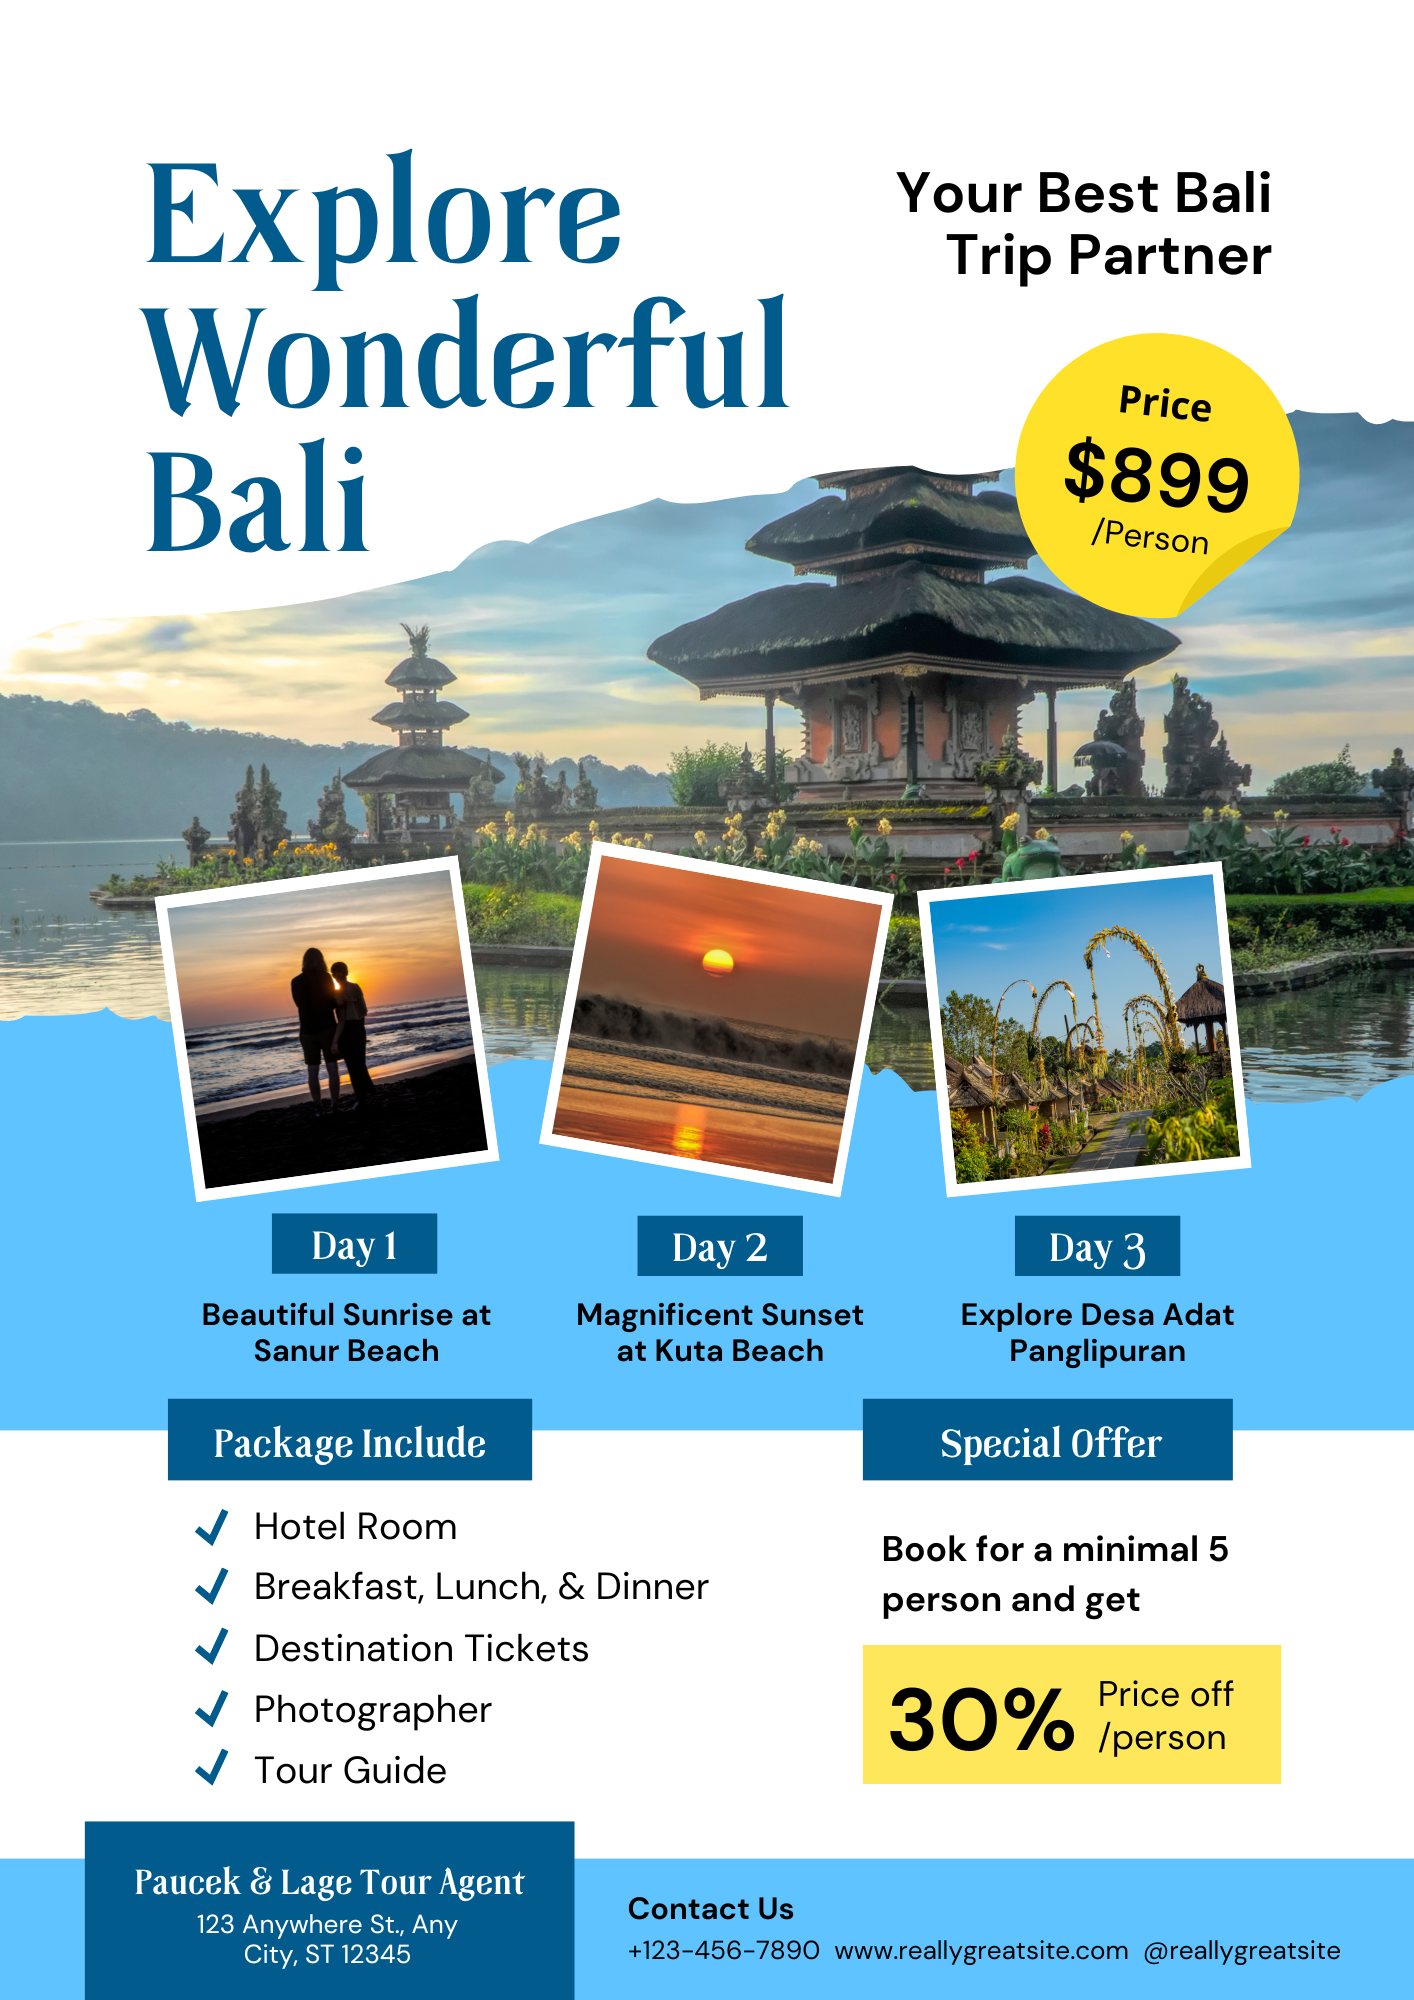 Explore
Wonderful
Bali
Your Best Bali
Trip Partner
Price
$899
/Person
Day 1
Beautiful Sunrise at
Sanur Beach
Day 2
Magnificent Sunset
at Kuta Beach
Day 3
Explore Desa Adat
Panglipuran
Package Include
Hotel Room
Breakfast, Lunch, & Dinner
Destination Tickets
Photographer
Tour Guide
Special Offer
Book for a minimal 5
person and get
30%
Price off
/person
Paucek & Lage Tour Agent
123 Anywhere St., Any
City, ST 12345
Contact Us
+123-456-7890 www.reallygreatsite.com @reallygreatsite